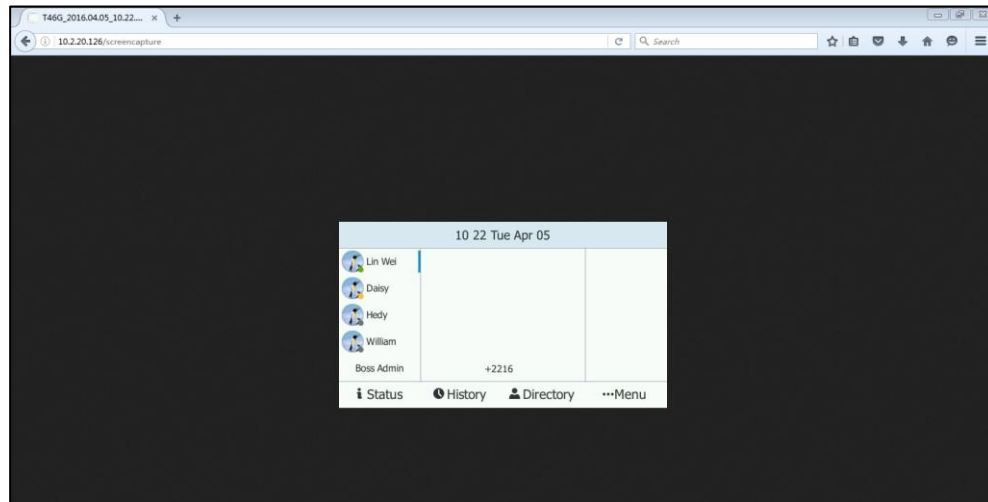 T46G_2016.04.05_10.22....
10.2.20.126/screencapture
Search
10 22 Tue Apr 05
Lin Wei
Daisy
Hedy
William
Boss Admin
+2216
Status
History
Directory
Menu